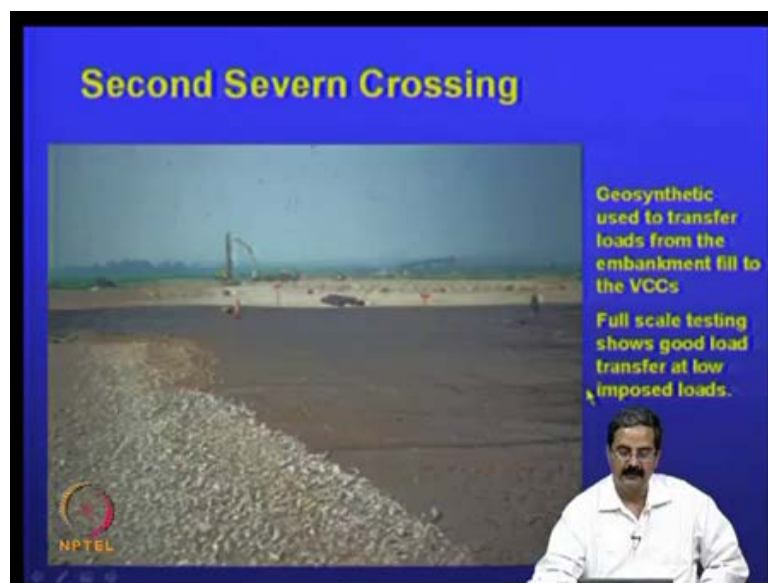 Second Severn Crossing
Geosynthetic
used to transfer
loads from the
embankment fill to
the VCCs
Full scale testing
shows good load
transfer at low
imposed loads.
NPTEL